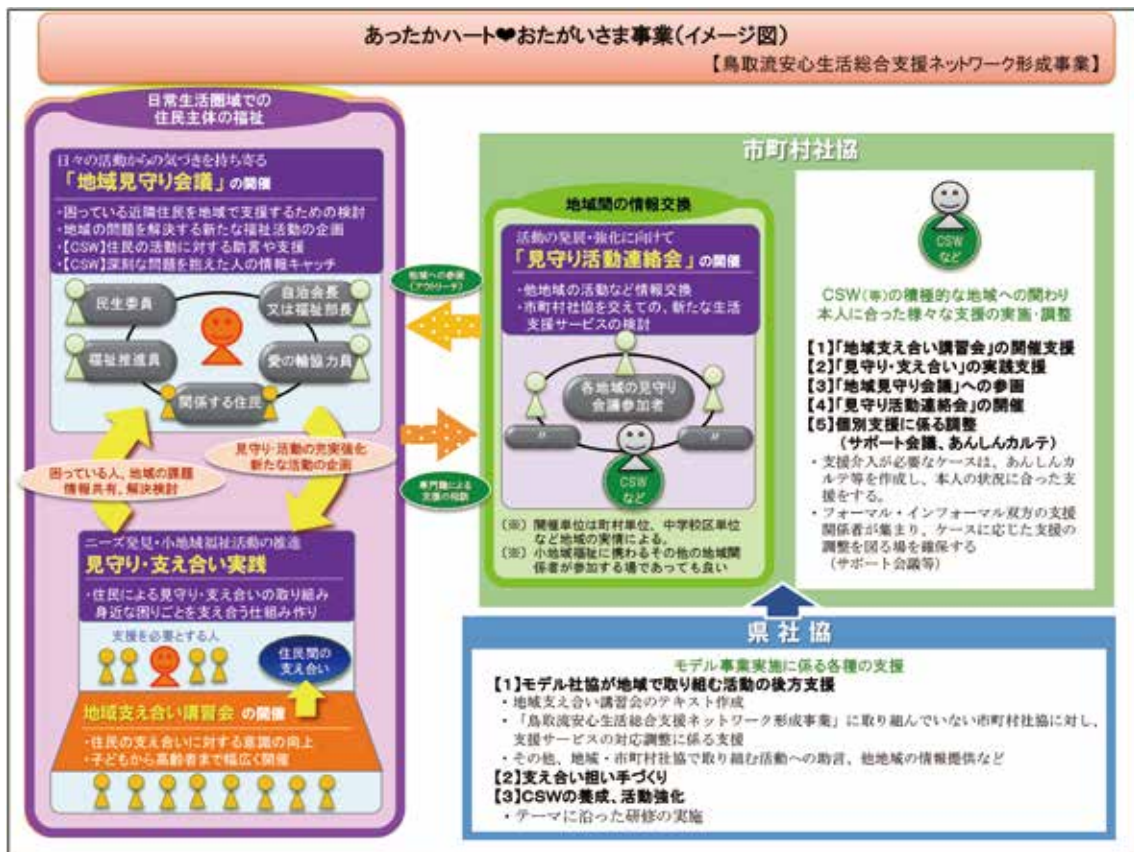 あったかハート❤おたがいさま事業(イメージ図)
【鳥取流安心生活総合支援ネットワーク形成事業】
日常生活圏域での
住民主体の福祉
日々の活動からの気づきを持ち寄る
「地域見守り会議」の開催
・困っている近隣住民を地域で支援するための検討
・地域の問題を解決する新たな福祉活動の企画
・【CSW】住民の活動に対する助言や支援
・【CSW】深刻な問題を抱えた人の情報キャッチ
民生委員
自治会長
又は福祉部長
福祉推進員
愛の輪協力員
関係する住民
困っている人、地域の課題
情報共有、解決検討
見守り・活動の充実強化
新たな活動の企画
ニーズ発見・小地域福祉活動の推進
見守り・支え合い実践
・住民による見守り・支え合いの取り組み
身近な困りごとを支え合う仕組み作り
支援を必要とする人
住民間の
支え合い
地域支え合い講習会 の開催
・住民の支え合いに対する意識の向上
・子どもから高齢者まで幅広く開催
地域への参画
(アウトリーチ)
専門職による
支援の相談
市町村社協
地域間の情報交換
活動の発展・強化に向けて
「見守り活動連絡会」の開催
・他地域の活動など情報交換
・市町村社協を交えての、新たな生活
支援サービスの検討
各地域の見守り
会議参加者
〃
〃
CSW
など
(※) 開催単位は町村単位、中学校区単位
など地域の実情による。
(※) 小地域福祉に携わるその他の地域関
係者が参加する場であっても良い
CSW
など
CSW(等)の積極的な地域への関わり
本人に合った様々な支援の実施・調整
【1】「地域支え合い講習会」の開催支援
【2】「見守り・支え合い」の実践支援
【3】「地域見守り会議」への参画
【4】「見守り活動連絡会」の開催
【5】個別支援に係る調整
(サポート会議、あんしんカルテ)
・支援介入が必要なケースは、あんしんカ
ルテ等を作成し、本人の状況に合った支
援をする。
・フォーマル・インフォーマル双方の支援
関係者が集まり、ケースに応じた支援の
調整を図る場を確保する
(サポート会議等)
県社協
モデル事業実施に係る各種の支援
【1】モデル社協が地域で取り組む活動の後方支援
・地域支え合い講習会のテキスト作成
・「鳥取流安心生活総合支援ネットワーク形成事業」に取り組んでいない市町村社協に対し、
支援サービスの対応調整に係る支援
・その他、地域・市町村社協で取り組む活動への助言、他地域の情報提供など
【2】支え合い担い手づくり
【3】CSWの養成、活動強化
・テーマに沿った研修の実施